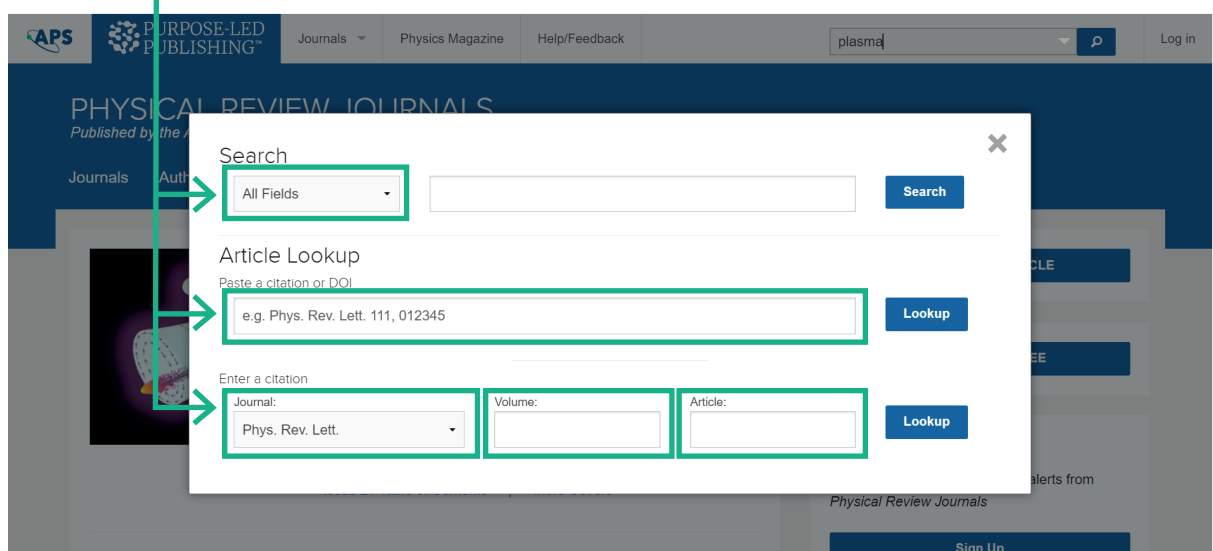 APS
PURPOSE-LED
PUBLISHING™
Journals
Physics Magazine
Help/Feedback
plasma
Log in
PHYSICAL REVIEW JOURNALS
Published by the A
Journals
Auth
Search
All Fields
Search
Article Lookup
Paste a citation or DOI
e.g. Phys. Rev. Lett. 111, 012345
Lookup
CLE
EE
Enter a citation
Journal:
Volume:
Article:
Phys. Rev. Lett.
Lookup
alerts from
Physical Review Journals
Sign Up